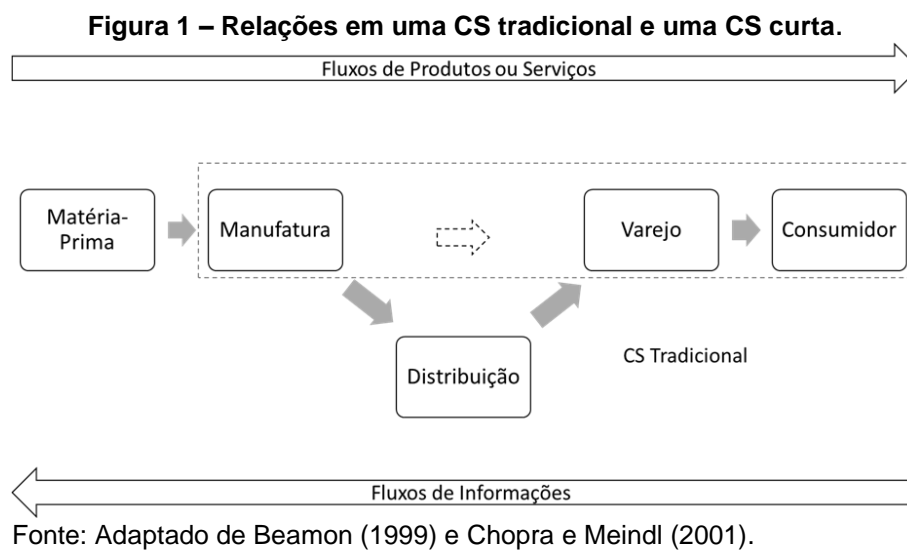 Figura 1 – Relações em uma CS tradicional e uma CS curta.
Fluxos de Produtos ou Serviços
Matéria-
Prima
Manufatura
Varejo
Consumidor
Distribuição
CS Tradicional
Fluxos de Informações
Fonte: Adaptado de Beamon (1999) e Chopra e Meindl (2001).